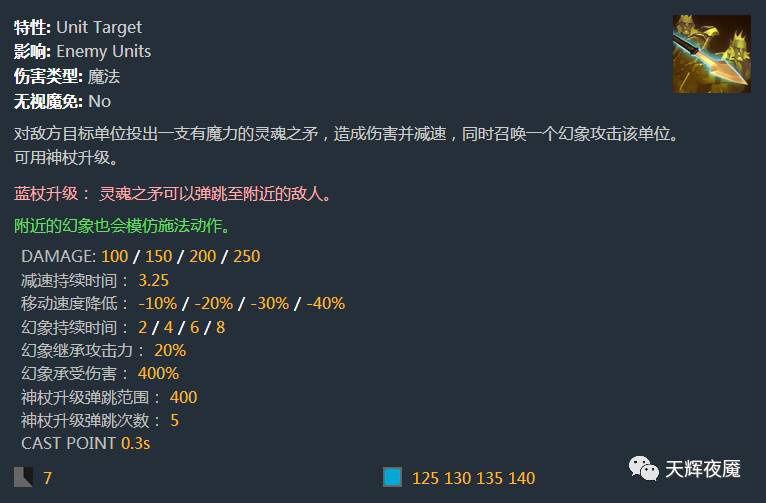 特性: Unit Target
影响: Enemy Units
伤害类型: 魔法
无视魔免: No
对敌方目标单位投出一支有魔力的灵魂之矛，造成伤害并减速，同时召唤一个幻象攻击该单位。
可用神杖升级。
蓝杖升级： 灵魂之矛可以弹跳至附近的敌人。
附近的幻象也会模仿施法动作。
DAMAGE: 100 / 150 / 200 / 250
减速持续时间： 3.25
移动速度降低： -10% / -20% / -30% / -40%
幻象持续时间： 2 / 4 / 6 / 8
幻象继承攻击力： 20%
幻象承受伤害： 400%
神杖升级弹跳范围： 400
神杖升级弹跳次数： 5
CAST POINT 0.3s
7
125 130 135 140
天辉夜魇